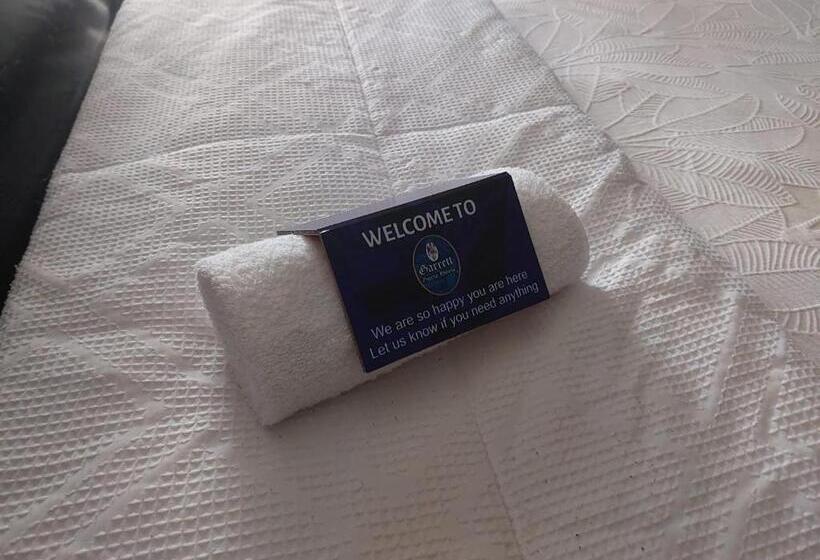 WELCOME TO
Garrett
We are so happy you are here
Let us know if you need anything